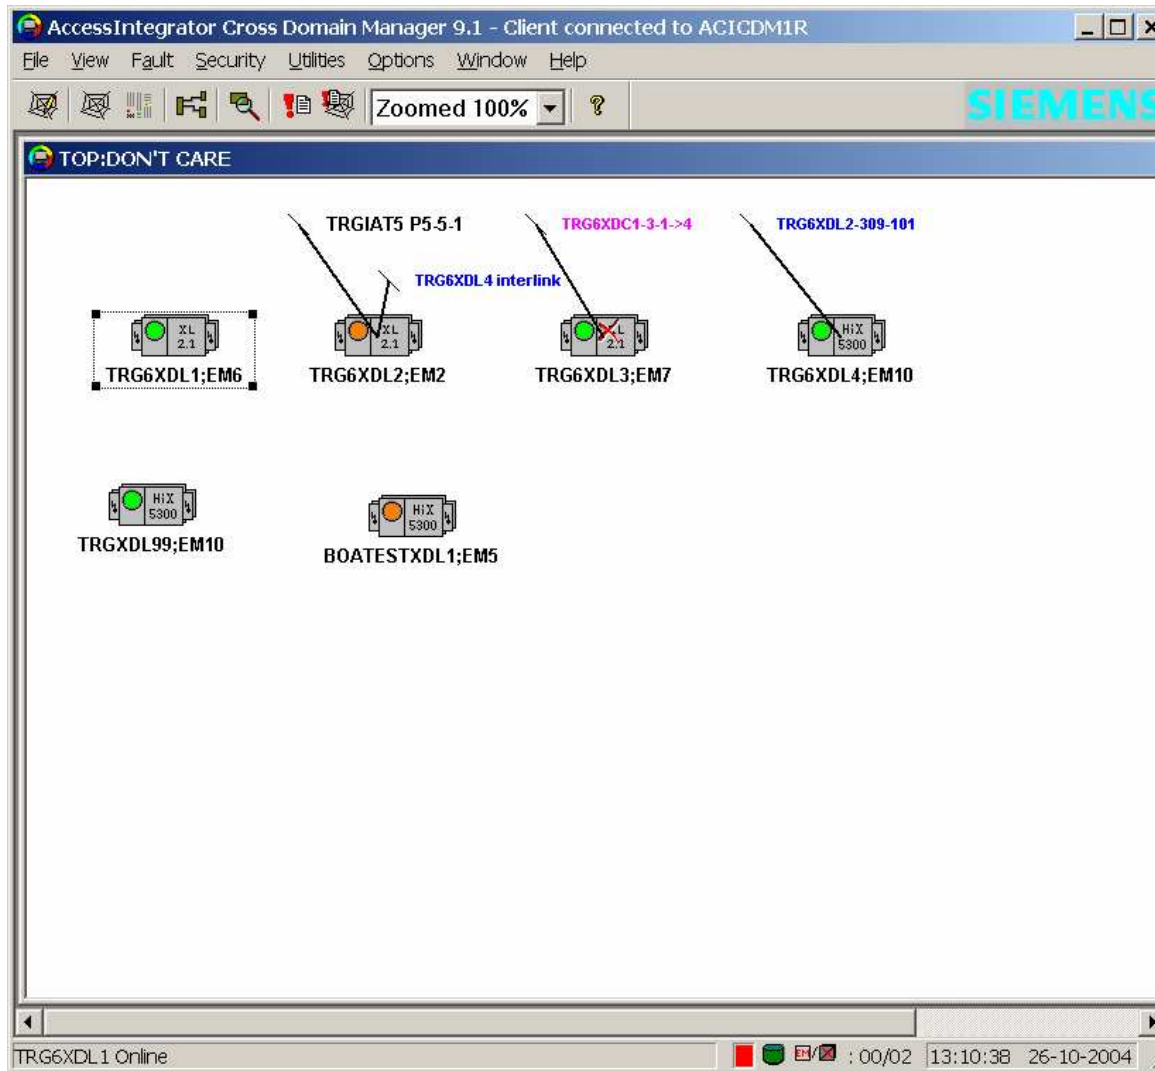 AccessIntegrator Cross Domain Manager 9.1 - Client connected to ACICDM1R
File View Fault Security Utilities Options Window Help
Zoomed 100% ?
SIEMENS
TOP:DON'T CARE
TRGIAT5 P5-5-1
TRG6XDC1-3-1->4
TRG6XDL2-309-101
TRG6XDL4 interlink
XL
2.1
XL
2.1
2.1
HiX
5300
TRG6XDL1;EM6
TRG6XDL2;EM2
TRG6XDL3;EM7
TRG6XDL4;EM10
HiX
5300
HiX
5300
TRGXDL99;EM10
BOATESTXDL1;EM5
TRG6XDL1 Online
EM/
: 00/02
13:10:38 26-10-2004